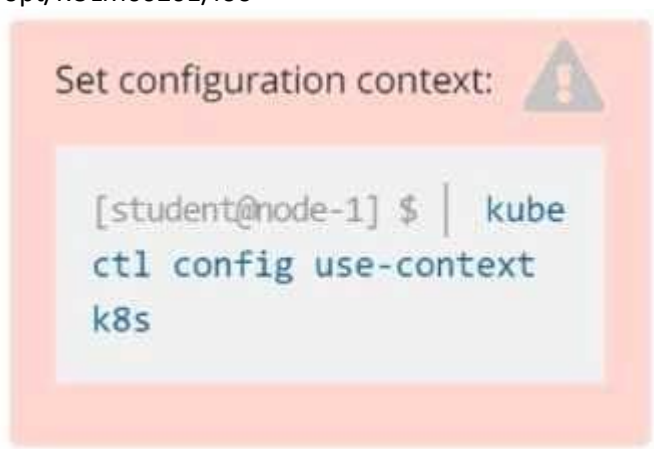 Set configuration context:
[student@node-1] $ | kube
ctl config use-context
k8s